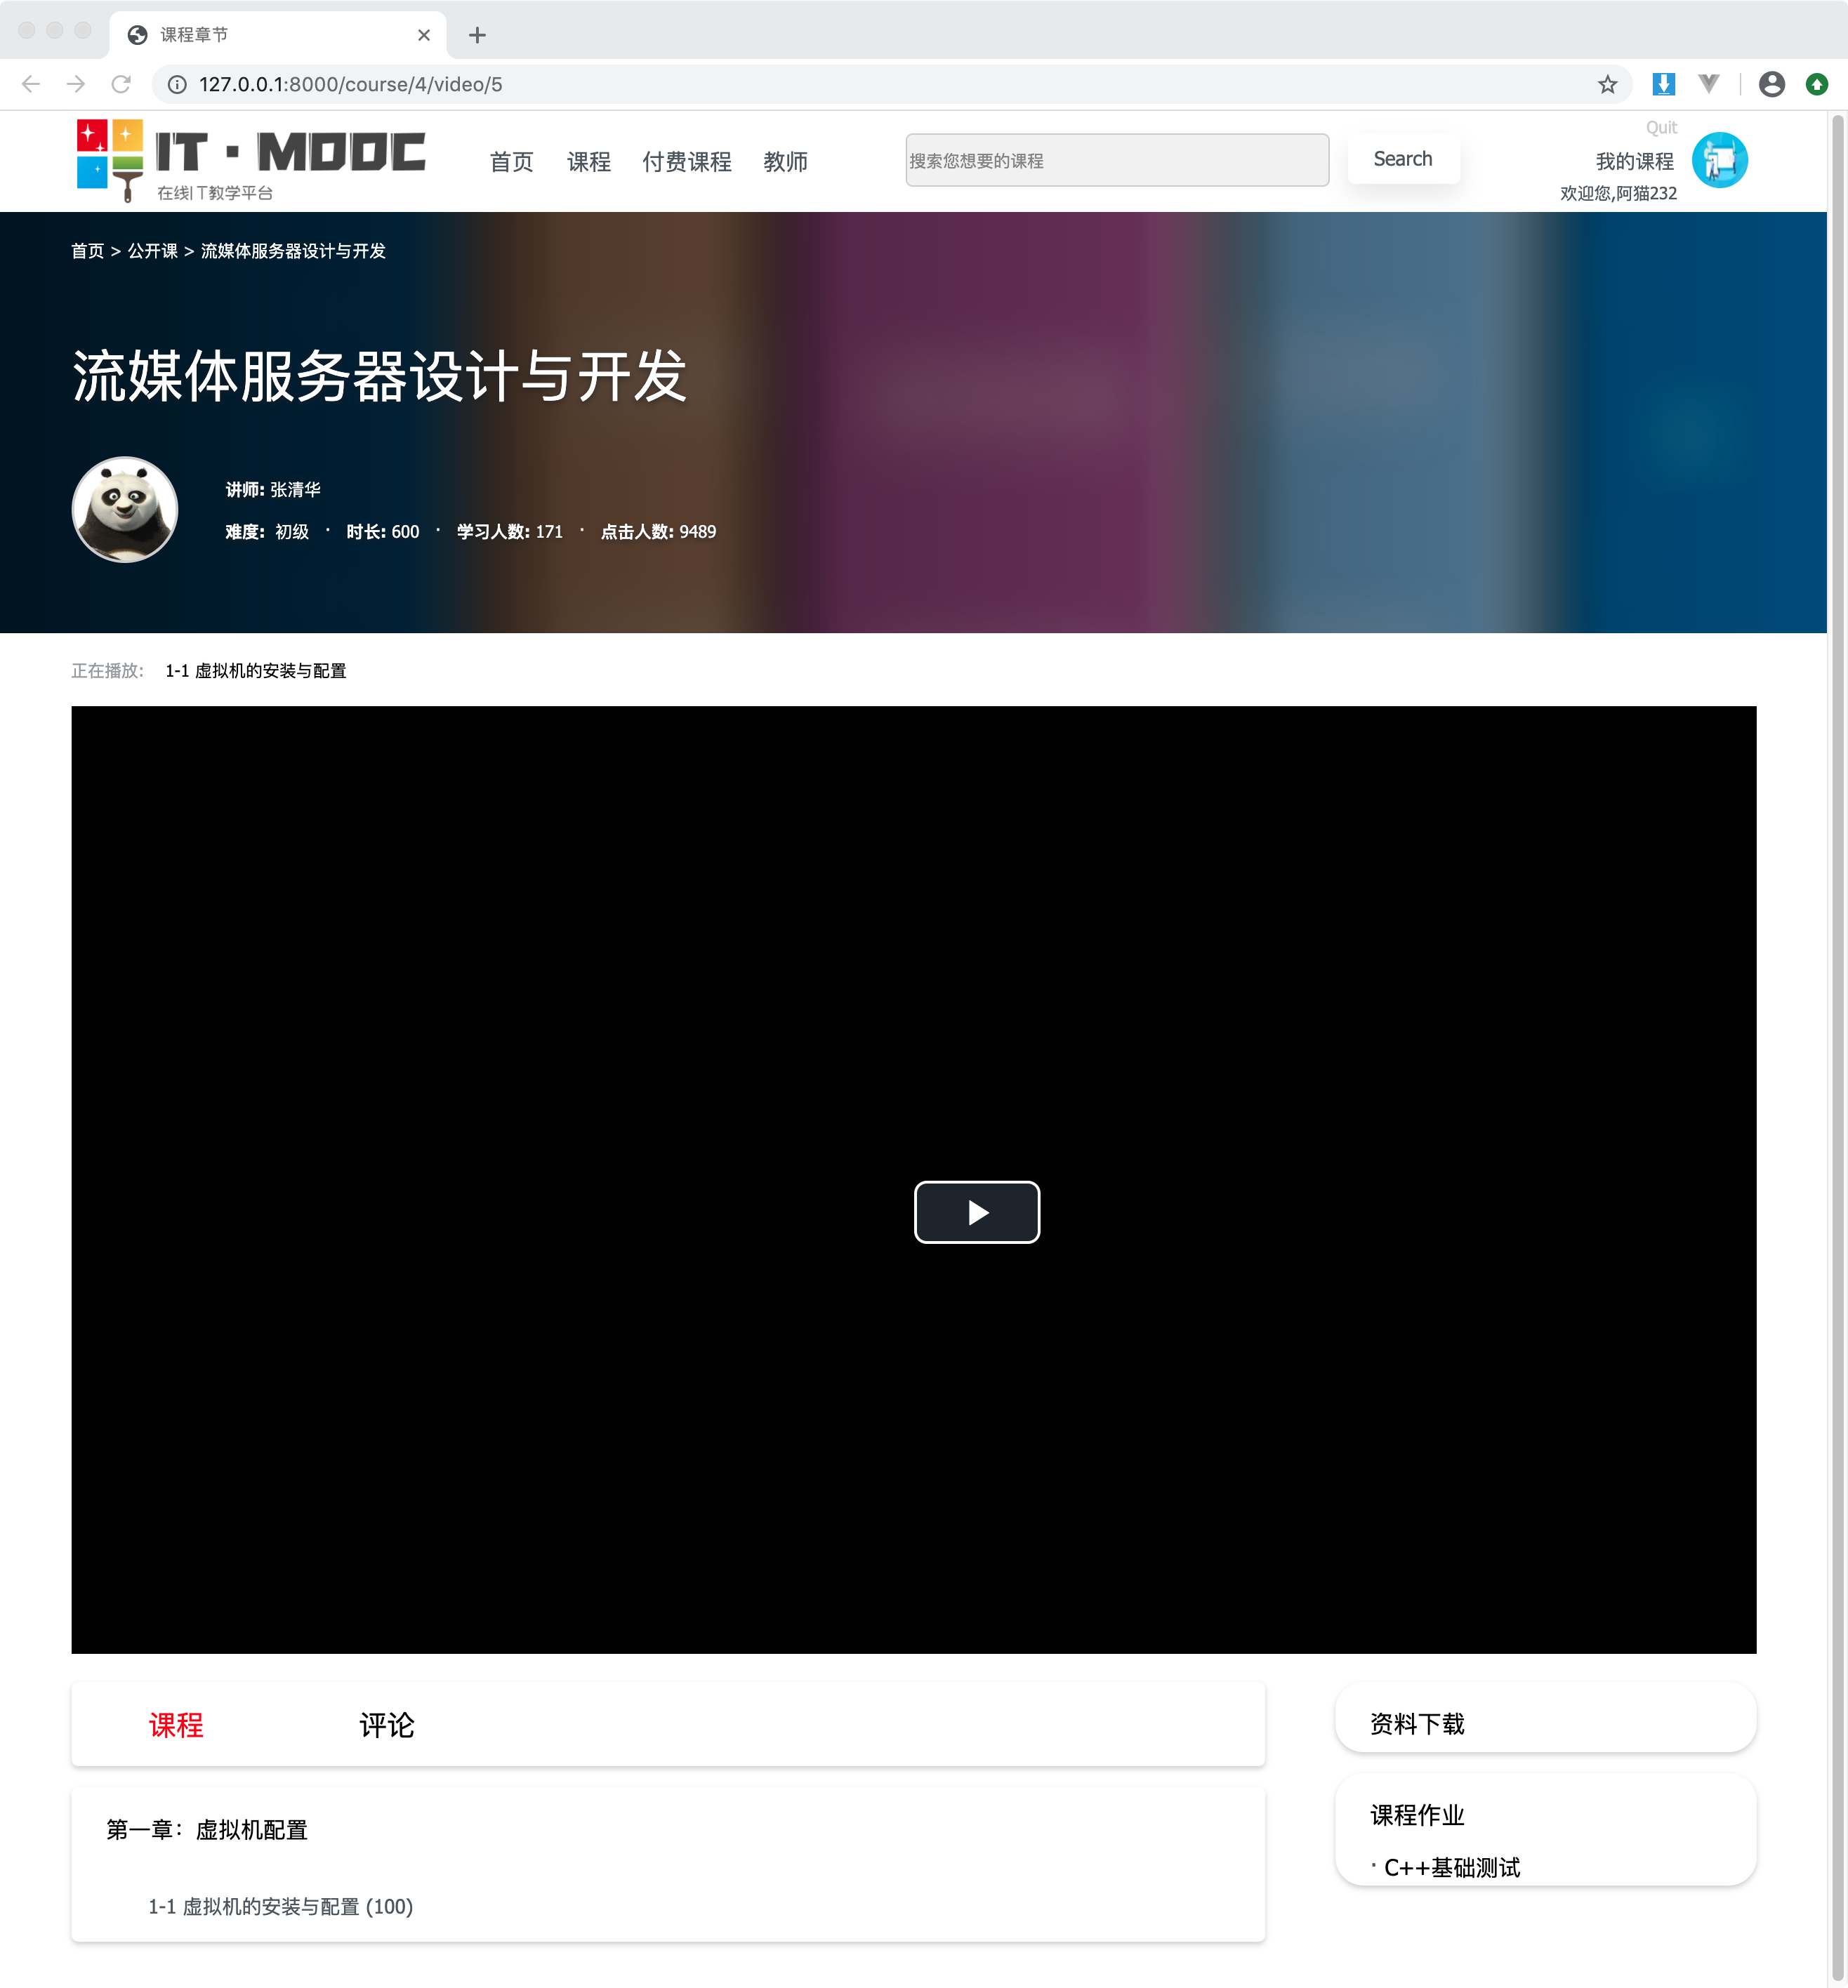 课程章节
127.0.0.1:8000/course/4/video/5
IT·MOOC
在线IT教学平台
首页 课程 付费课程 教师
搜索您想要的课程
Search
Quit
我的课程
欢迎您,阿猫232
首页 > 公开课 > 流媒体服务器设计与开发
流媒体服务器设计与开发
讲师: 张清华
难度: 初级 · 时长: 600 · 学习人数: 171 · 点击人数: 9489
正在播放: 1-1 虚拟机的安装与配置
课程 评论
第一章：虚拟机配置
1-1 虚拟机的安装与配置 (100)
资料下载
课程作业
· C++基础测试